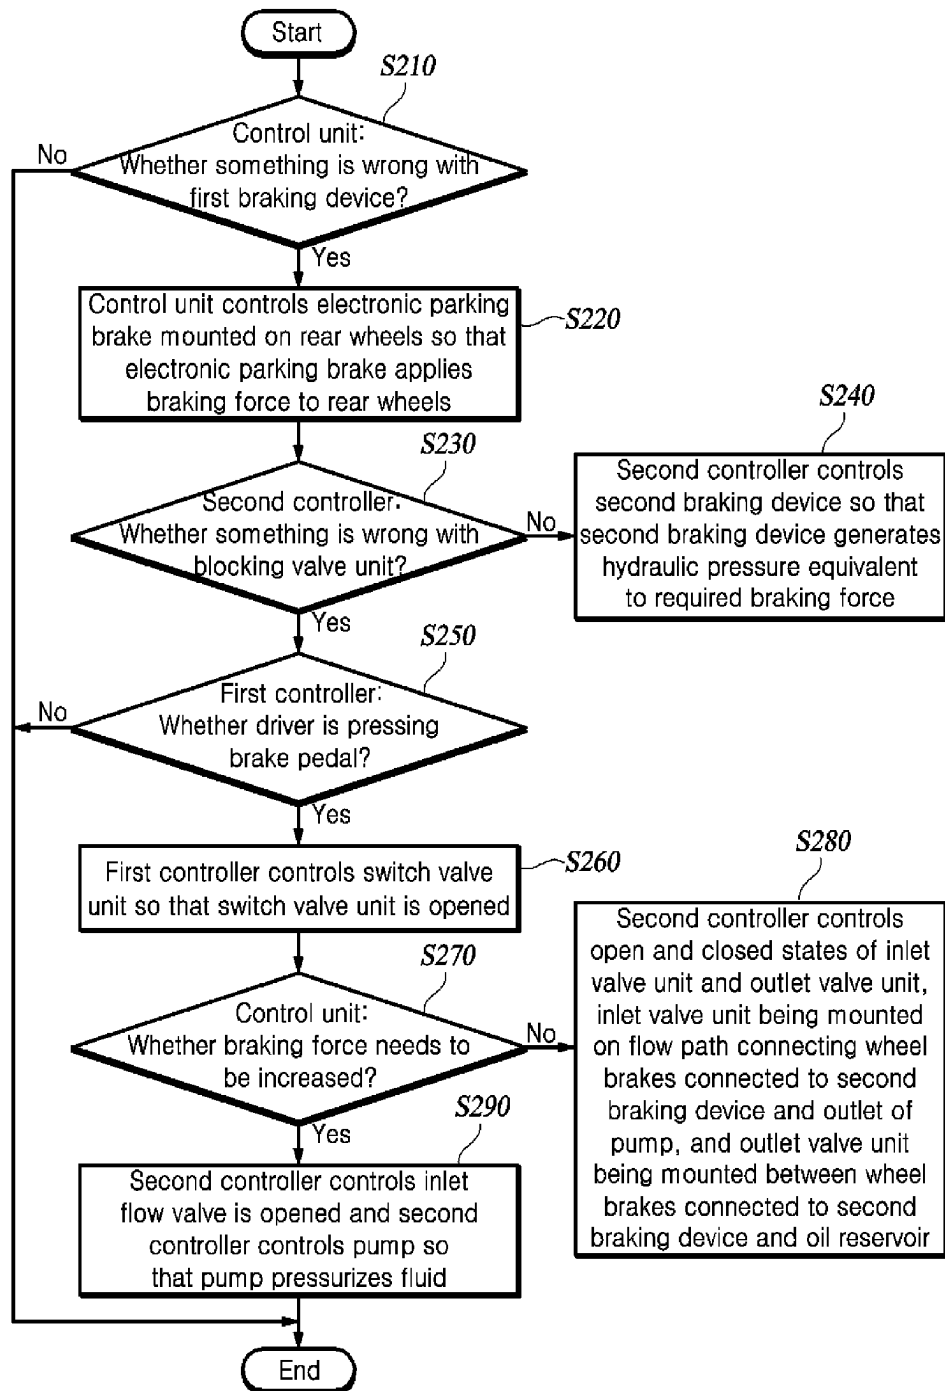 Start
S210
Control unit:
Whether something is wrong with
first braking device?
No
Yes
Control unit controls electronic parking
brake mounted on rear wheels so that
electronic parking brake applies
braking force to rear wheels
S220
S230
Second controller:
Whether something is wrong with
blocking valve unit?
No
Yes
S240
Second controller controls
second braking device so that
second braking device generates
hydraulic pressure equivalent
to required braking force
S250
First controller:
Whether driver is pressing
brake pedal?
No
Yes
First controller controls switch valve
unit so that switch valve unit is opened
S260
S270
Control unit:
Whether braking force needs to
be increased?
No
Yes
S280
Second controller controls
open and closed states of inlet
valve unit and outlet valve unit,
inlet valve unit being mounted
on flow path connecting wheel
brakes connected to second
braking device and outlet of
pump, and outlet valve unit
being mounted between wheel
brakes connected to second
braking device and oil reservoir
S290
Second controller controls inlet
flow valve is opened and second
controller controls pump so
that pump pressurizes fluid
End